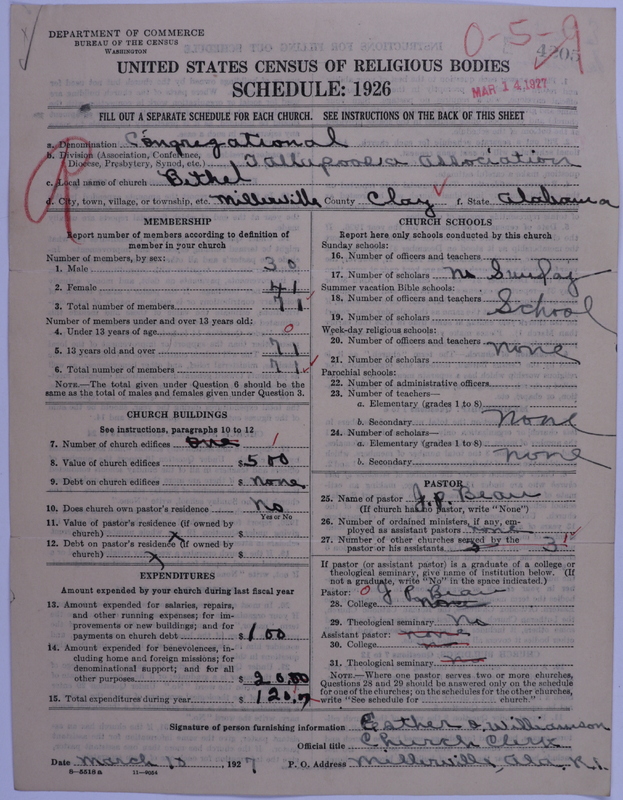 DEPARTMENT OF COMMERCE
BUREAU OF THE CENSUS
WASHINGTON
0-5-9
4205
MAR 14 1927
UNITED STATES CENSUS OF RELIGIOUS BODIES
SCHEDULE: 1926
FILL OUT A SEPARATE SCHEDULE FOR EACH CHURCH. SEE INSTRUCTIONS ON THE BACK OF THIS SHEET
a. Denomination Congregational
b. Division (Association, Conference, Diocese, Presbytery, Synod, etc.) Tallapoosa Association
c. Local name of church Bethel
d. City, town, village, or township, etc. Millerville County Clay f. State Alabama
MEMBERSHIP
Report number of members according to definition of
member in your church
Number of members, by sex:
1. Male 30
2. Female 41
3. Total number of members 71
Number of members under and over 13 years old:
4. Under 13 years of age 0
5. 13 years old and over 71
6. Total number of members 71
NOTE.—The total given under Question 6 should be
same as the total of males and females given under Question 3.
CHURCH BUILDINGS
See instructions, paragraphs 10 to 12
7. Number of church edifices one 1
8. Value of church edifices $500
9. Debt on church edifices $ none
10. Does church own pastor's residence No
Yes or No
11. Value of pastor's residence (if owned by
church) x $
12. Debt on pastor's residence (if owned by
church) x $
EXPENDITURES
Amount expended by your church during last fiscal year
13. Amount expended for salaries, repairs,
and other running expenses; for im-
provements or new buildings; and for
payments on church debt $100
14. Amount expended for benevolences, in-
cluding home and foreign missions; for
denominational support; and for all
other purposes $20.00
15. Total expenditures during year $120.00
CHURCH SCHOOLS
Report here only schools conducted by this church
Sunday schools:
16. Number of officers and teachers
17. Number of scholars no Sunday
Summer vacation Bible schools:
18. Number of officers and teachers School
19. Number of scholars
Week-day religious schools:
20. Number of officers and teachers none
21. Number of scholars
Parochial schools:
22. Number of administrative officers
23. Number of teachers—
a. Elementary (grades 1 to 8)
b. Secondary None
24. Number of scholars—
a. Elementary (grades 1 to 8)
b. Secondary none
PASTOR
25. Name of pastor J.P. Beau
(If church has no pastor, write "None")
26. Number of ordained ministers, if any, em-
ployed as assistant pastors none
27. Number of other churches served by the
pastor or his assistants 3
If pastor (or assistant pastor) is a graduate of a college or
theological seminary, give name of institution below. (If
not a graduate, write "No" in the space indicated.)
Pastor: 0 J P Beau
28. College None
29. Theological seminary No
Assistant pastor: none
30. College no
31. Theological seminary no
NOTE.—Where one pastor serves two or more churches,
Questions 28 and 29 should be answered only on the schedule
for one of the churches; on the schedules for the other churches,
write "See schedule for church."
Signature of person furnishing information Esther O. Williamson
Official title Church Clerk
Date March 10 1927 P. O. Address Millerville, Ala. R.1.
8-5518 a 11-9054